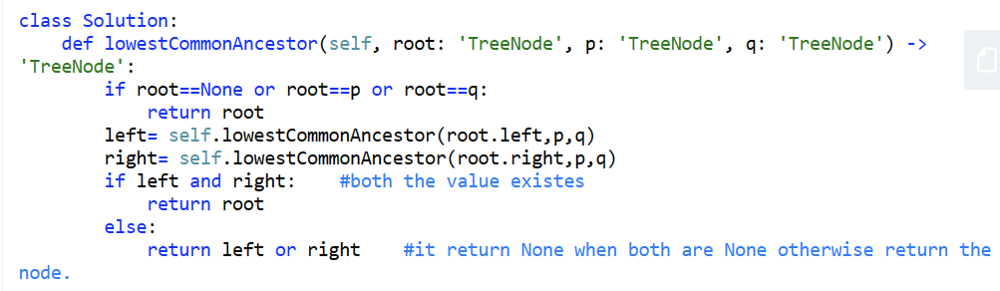 class Solution:
    def lowestCommonAncestor(self, root: 'TreeNode', p: 'TreeNode', q: 'TreeNode') ->
'TreeNode':
        if root==None or root==p or root==q:
            return root
        left= self.lowestCommonAncestor(root.left,p,q)
        right= self.lowestCommonAncestor(root.right,p,q)
        if left and right:    #both the value existes
            return root
        else:
            return left or right    #it return None when both are None otherwise return the
node.